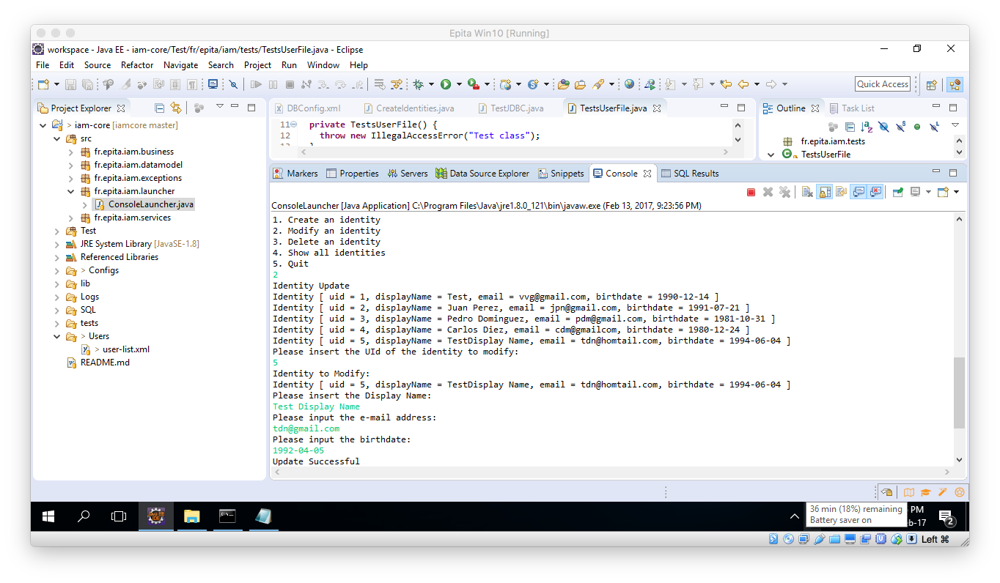 Epita Win10 [Running]
workspace - Java EE - iam-core/Test/fr/epita/iam/tests/TestsUserFile.java - Eclipse
File Edit Source Refactor Navigate Search Project Run Window Help
Quick Access
Project Explorer
iam-core [iamcore master]
src
fr.epita.iam.business
fr.epita.iam.datamodel
fr.epita.iam.exceptions
fr.epita.iam.launcher
ConsoleLauncher.java
fr.epita.iam.services
Test
JRE System Library [JavaSE-1.8]
Referenced Libraries
> Configs
lib
Logs
SQL
tests
> Users
> user-list.xml
README.md
DBConfig.xml CreateIdentities.java TestJDBC.java TestsUserFile.java
11 private TestsUserFile() {
12 throw new IllegalAccessError("Test class");
Outline Task List
fr.epita.iam.tests
TestsUserFile
Markers Properties Servers Data Source Explorer Snippets Console SQL Results
ConsoleLauncher [Java Application] C:\Program Files\Java\jre1.8.0_121\bin\javaw.exe (Feb 13, 2017, 9:23:56 PM)
1. Create an identity
2. Modify an identity
3. Delete an identity
4. Show all identities
5. Quit
2
Identity Update
Identity [ uid = 1, displayName = Test, email = vvg@gmail.com, birthdate = 1990-12-14 ]
Identity [ uid = 2, displayName = Juan Perez, email = jpn@gmail.com, birthdate = 1991-07-21 ]
Identity [ uid = 3, displayName = Pedro Dominguez, email = pdm@gmail.com, birthdate = 1981-10-31 ]
Identity [ uid = 4, displayName = Carlos Diez, email = cdm@gmailcom, birthdate = 1980-12-24 ]
Identity [ uid = 5, displayName = TestDisplay Name, email = tdn@homtail.com, birthdate = 1994-06-04 ]
Please insert the UId of the identity to modify:
5
Identity to Modify:
Identity [ uid = 5, displayName = TestDisplay Name, email = tdn@homtail.com, birthdate = 1994-06-04 ]
Please insert the Display Name:
Test Display Name
Please input the e-mail address:
tdn@gmail.com
Please input the birthdate:
1992-04-05
Update Successful
36 min (18%) remaining
Battery saver on
PM
b-17
2
Left ⌘